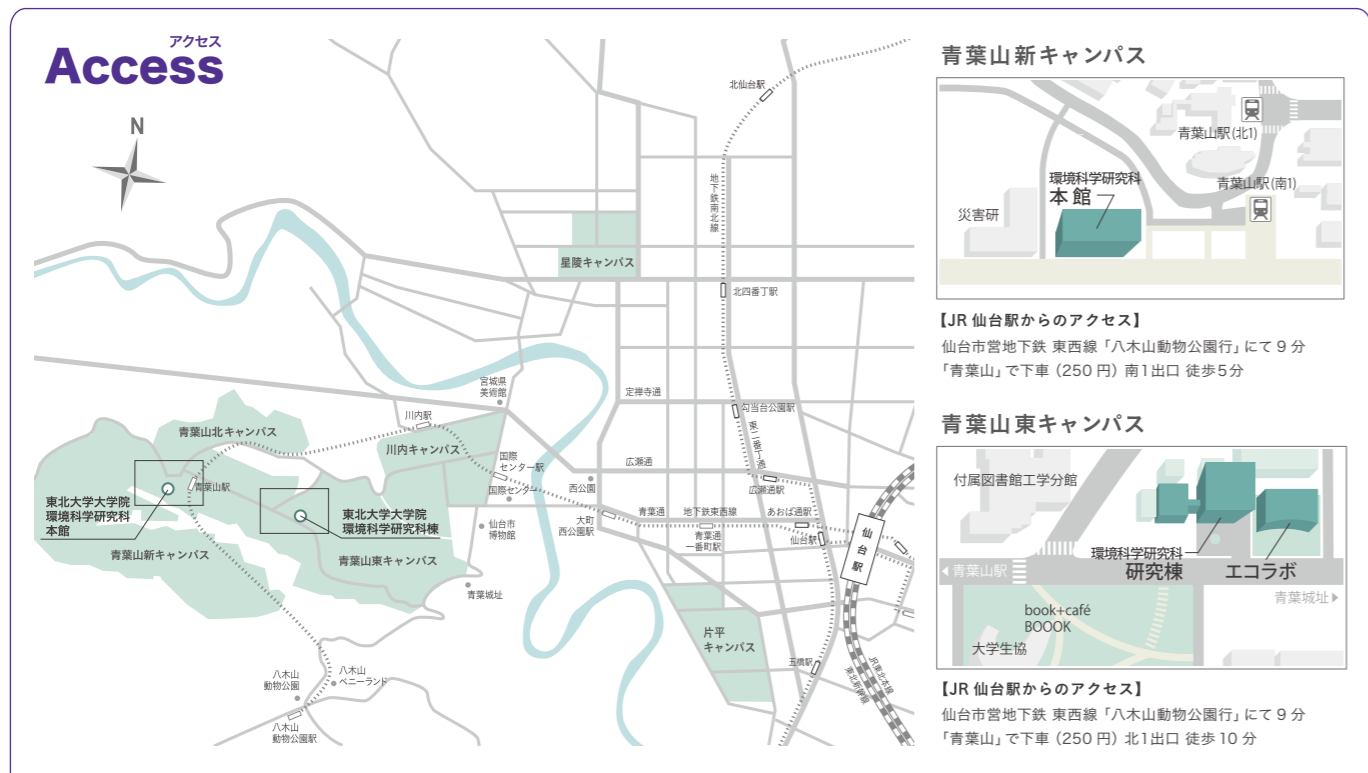 アクセス
Access
N
北仙台駅
地下鉄南北線
星陵キャンパス
北四番丁駅
宮城県
美術館
定禅寺通
勾当台公園駅
川内駅
東二番丁通
青葉山北キャンパス
川内キャンパス
国際
センター駅
広瀬通
西公園
広瀬通駅
国際センター
青葉山駅
東北大学大学院
環境科学研究科
本館
東北大学大学院
環境科学研究科棟
仙台市
博物館
大町
西公園駅
青葉通
地下鉄東西線
あおば通駅
青葉通
一番町駅
仙台駅
仙台駅
青葉山新キャンパス
青葉山東キャンパス
青葉城址
片平
キャンパス
五橋駅
JR東北本線
東北新幹線
八木山
動物公園
八木山
ベニーランド
八木山
動物公園駅
青葉山新キャンパス
青葉山駅(北1)
環境科学研究科
本館
青葉山駅(南1)
災害研
【JR 仙台駅からのアクセス】
仙台市営地下鉄 東西線「八木山動物公園行」にて 9 分
「青葉山」で下車(250 円)南1出口 徒歩5分
青葉山東キャンパス
付属図書館工学分館
環境科学研究科
研究棟
エコラボ
青葉山駅
青葉城址
book+café
BOOOK
大学生協
【JR 仙台駅からのアクセス】
仙台市営地下鉄 東西線「八木山動物公園行」にて 9 分
「青葉山」で下車(250 円)北1出口 徒歩 10 分